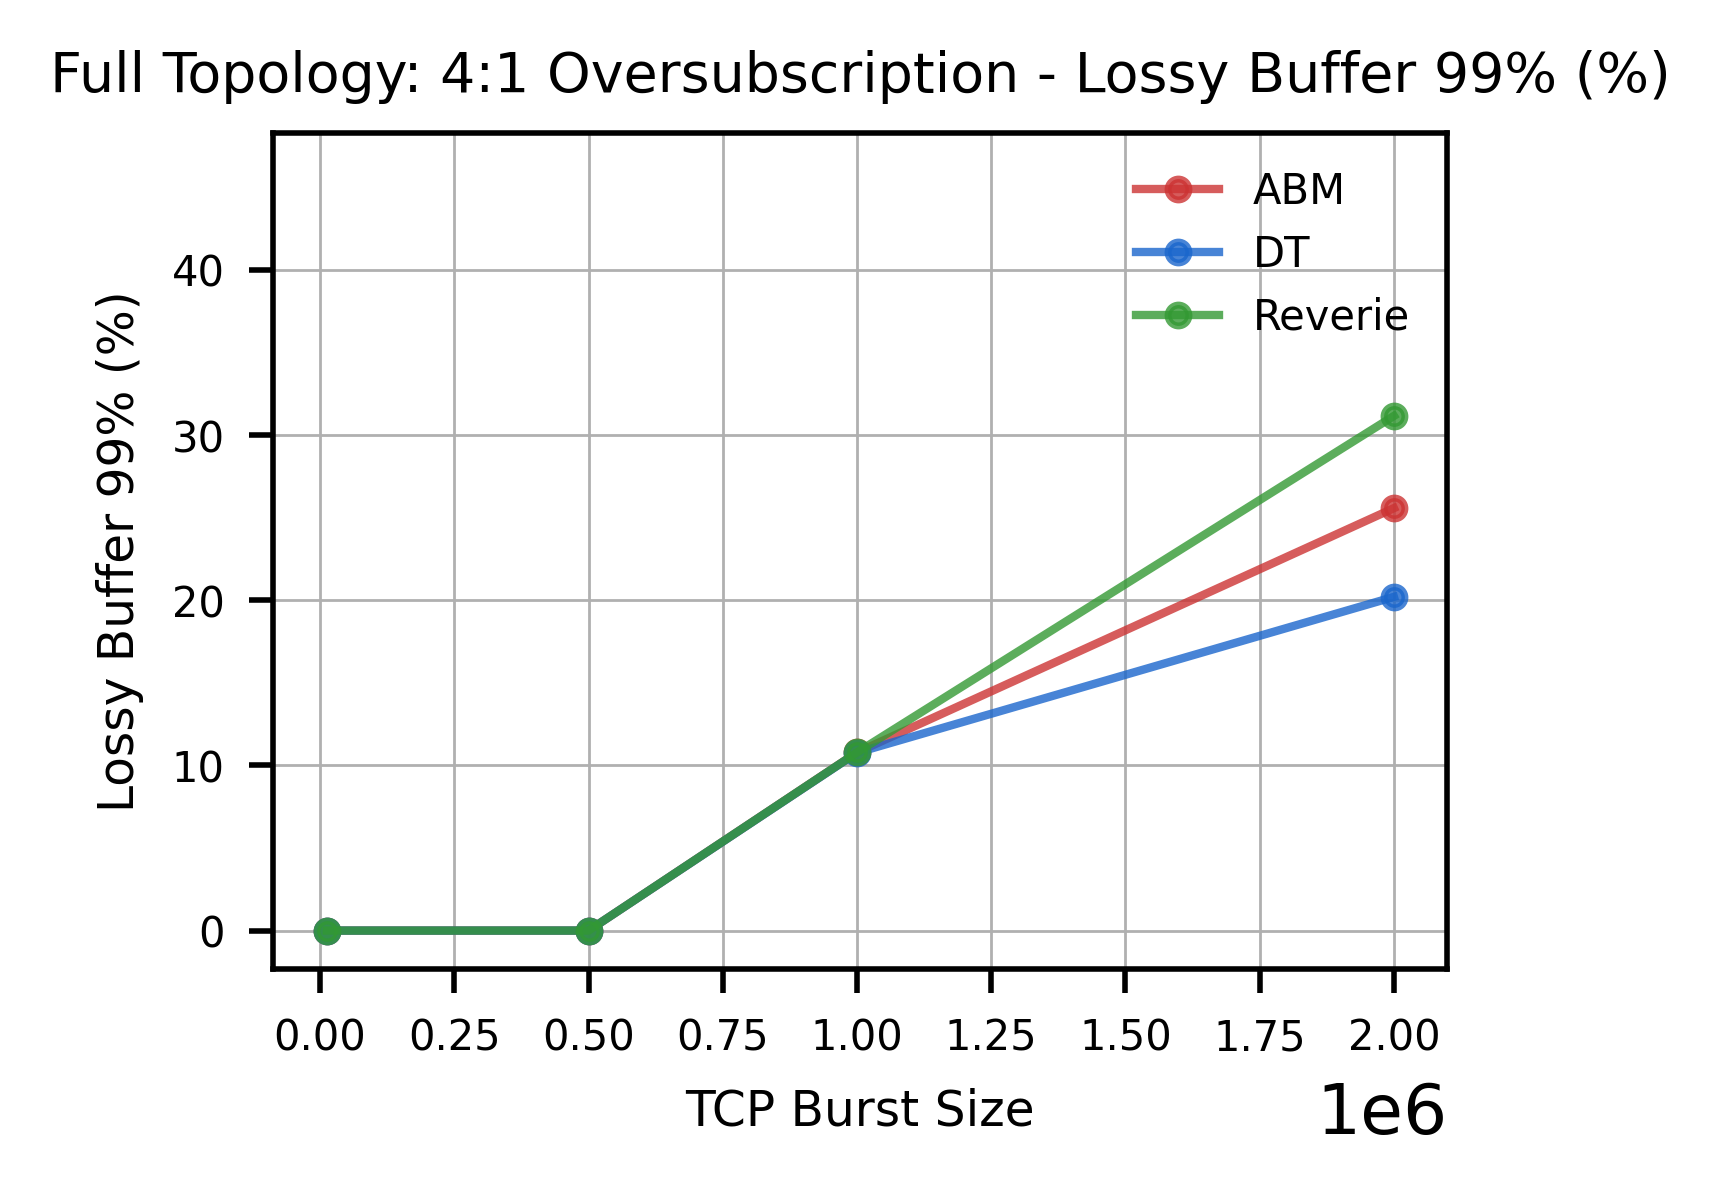 Full Topology: 4:1 Oversubscription - Lossy Buffer 99% (%)
ABM
DT
Reverie
Lossy Buffer 99% (%)
40
30
20
10
0
0.00 0.25 0.50 0.75 1.00 1.25 1.50 1.75 2.00
TCP Burst Size
1e6